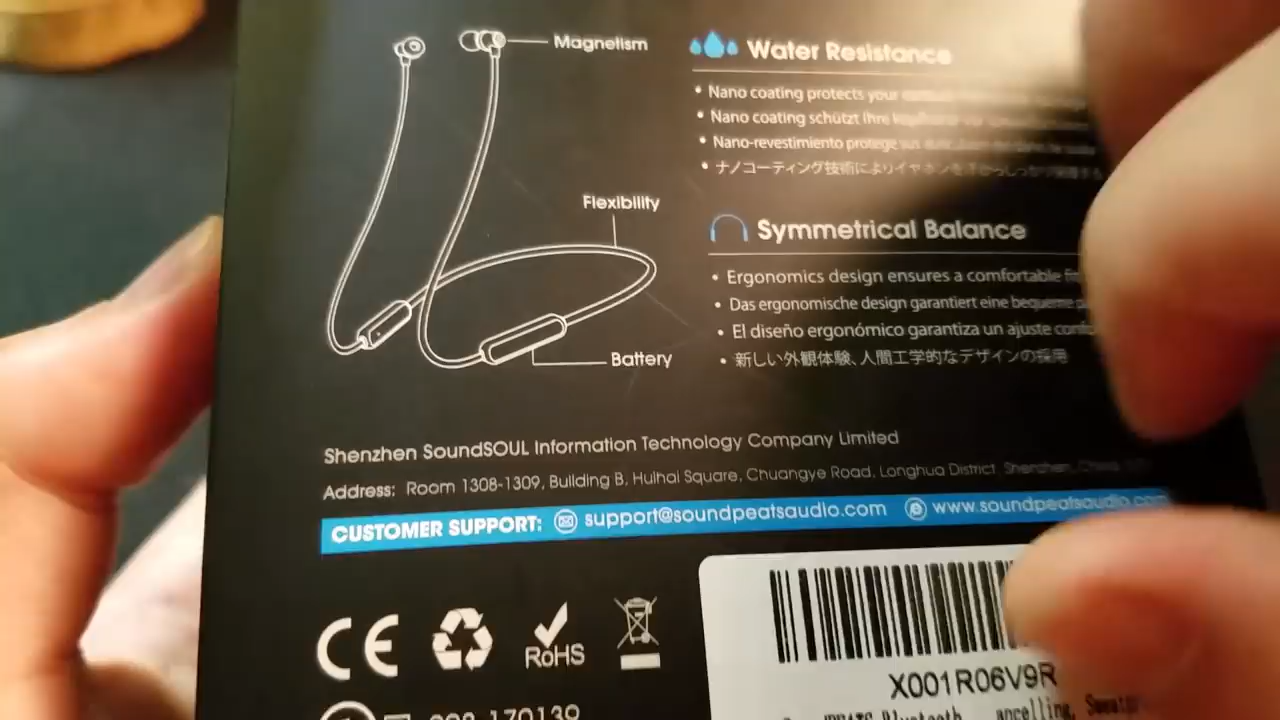 Magnetism
Flexibility
Battery
Water Resistance
• Nano coating protects your
• Nano coating schützt Ihre
• Nano-revestimiento protege sus
• ナノコーティング技術によりイヤホンを
Symmetrical Balance
• Ergonomics design ensures a comfortable
• Das ergonomische design garantiert eine bequeme
• El diseño ergonómico garantiza un ajuste
• 新しい外観体験、人間工学的なデザインの採用
Shenzhen SoundSOUL Information Technology Company Limited
Address: Room 1308-1309, Building B, Huihai Square, Chuangye Road, Longhua District, Shenzhen, China
CUSTOMER SUPPORT: support@soundpeatsaudio.com www.soundpeatsaudio.com
CE RoHS
X001R06V9R
Bluetooth